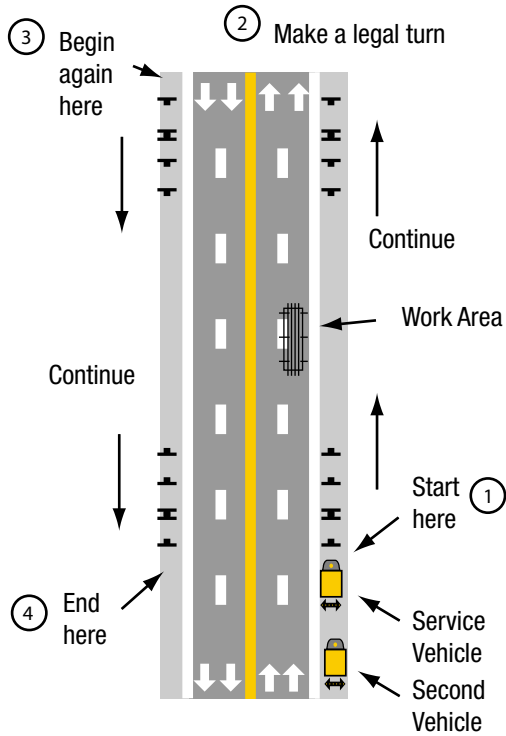 3 Begin
again
here
2 Make a legal turn
Continue
Work Area
Continue
Start
here 1
4 End
here
Service
Vehicle
Second
Vehicle